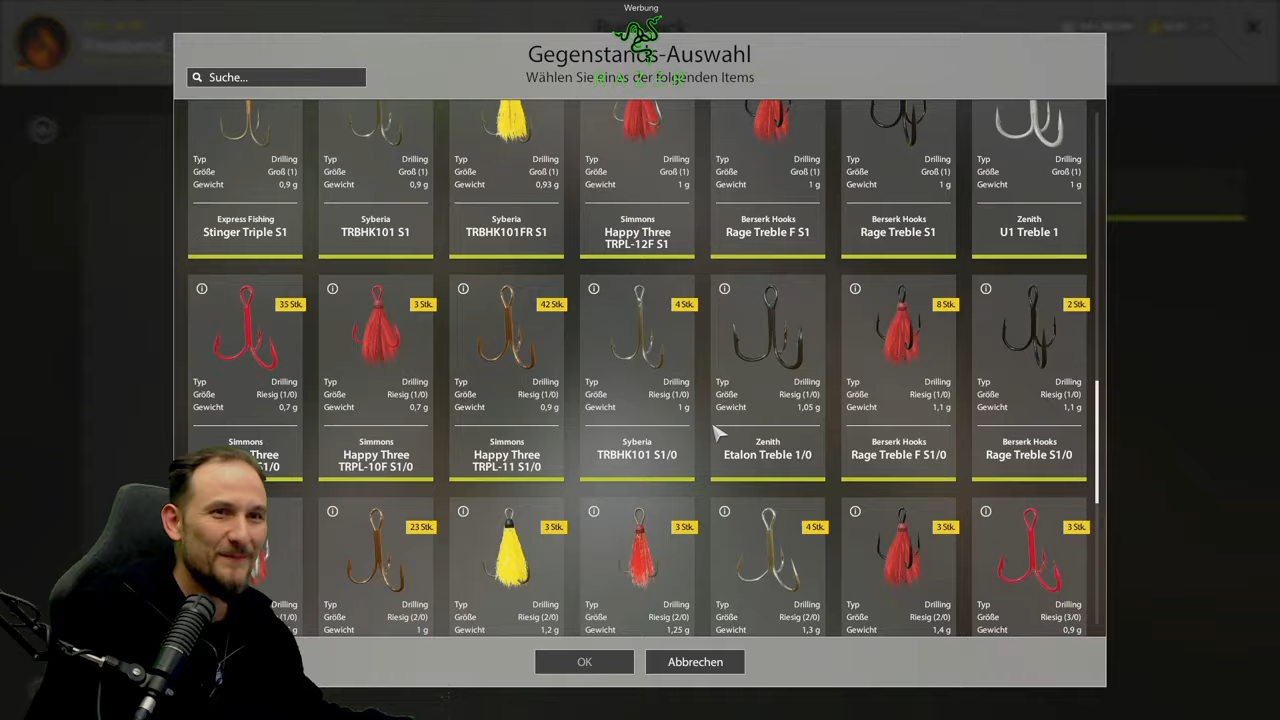 Werbung
Gegenstands-Auswahl
Suche...
Wählen Sie eines der folgenden Items
RAZER
Typ Drilling
Größe Groß (1)
Gewicht 0,9 g
Express Fishing
Stinger Triple S1
Typ Drilling
Größe Groß (1)
Gewicht 0,9 g
Syberia
TRBHK101 S1
Typ Drilling
Größe Groß (1)
Gewicht 0,93 g
Syberia
TRBHK101FR S1
Typ Drilling
Größe Groß (1)
Gewicht 1 g
Simmons
Happy Three
TRPL-12F S1
Typ Drilling
Größe Groß (1)
Gewicht 1 g
Berserk Hooks
Rage Treble F S1
Typ Drilling
Größe Groß (1)
Gewicht 1 g
Berserk Hooks
Rage Treble S1
Typ Drilling
Größe Groß (1)
Gewicht 1 g
Zenith
U1 Treble 1
35 Stk.
Typ Drilling
Größe Riesig (1/0)
Gewicht 0,7 g
Simmons
Three
S1/0
3 Stk.
Typ Drilling
Größe Riesig (1/0)
Gewicht 0,7 g
Simmons
Happy Three
TRPL-10F S1/0
42 Stk.
Typ Drilling
Größe Riesig (1/0)
Gewicht 0,9 g
Simmons
Happy Three
TRPL-11 S1/0
4 Stk.
Typ Drilling
Größe Riesig (1/0)
Gewicht 1 g
Syberia
TRBHK101 S1/0
Typ Drilling
Größe Riesig (1/0)
Gewicht 1,05 g
Zenith
Etalon Treble 1/0
8 Stk.
Typ Drilling
Größe Riesig (1/0)
Gewicht 1,1 g
Berserk Hooks
Rage Treble F S1/0
2 Stk.
Typ Drilling
Größe Riesig (1/0)
Gewicht 1,1 g
Berserk Hooks
Rage Treble S1/0
Drilling
(1/0)
1 g
23 Stk.
Typ Drilling
Größe Riesig (2/0)
Gewicht 1 g
3 Stk.
Typ Drilling
Größe Riesig (2/0)
Gewicht 1,2 g
3 Stk.
Typ Drilling
Größe Riesig (2/0)
Gewicht 1,25 g
4 Stk.
Typ Drilling
Größe Riesig (2/0)
Gewicht 1,3 g
3 Stk.
Typ Drilling
Größe Riesig (2/0)
Gewicht 1,4 g
3 Stk.
Typ Drilling
Größe Riesig (3/0)
Gewicht 0,9 g
OK
Abbrechen